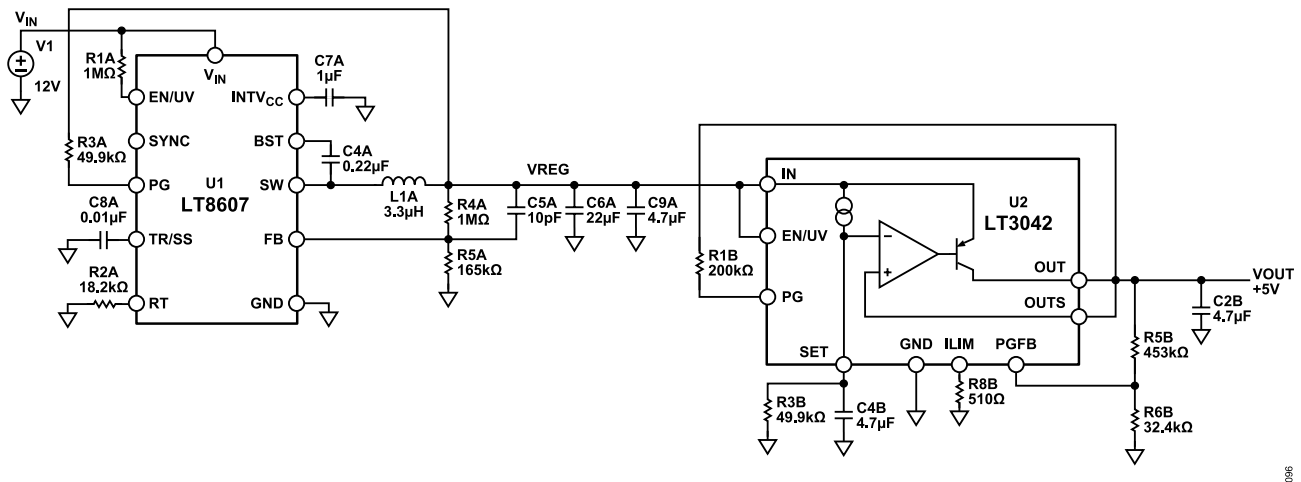 VIN
V1
12V
R1A
1MΩ
VIN
C7A
1µF
EN/UV
INTVCC
SYNC
BST
R3A
49.9kΩ
C4A
0.22µF
PG
U1
LT8607
SW
L1A
3.3µH
VREG
C8A
0.01µF
TR/SS
FB
R4A
1MΩ
C5A
10pF
C6A
22µF
C9A
4.7µF
R5A
165kΩ
R2A
18.2kΩ
RT
GND
IN
U2
LT3042
EN/UV
−
+
R1B
200kΩ
PG
OUT
OUTS
VOUT
+5V
C2B
4.7µF
SET
GND
ILIM
PGFB
R5B
453kΩ
R8B
510Ω
R3B
49.9kΩ
C4B
4.7µF
R6B
32.4kΩ
096